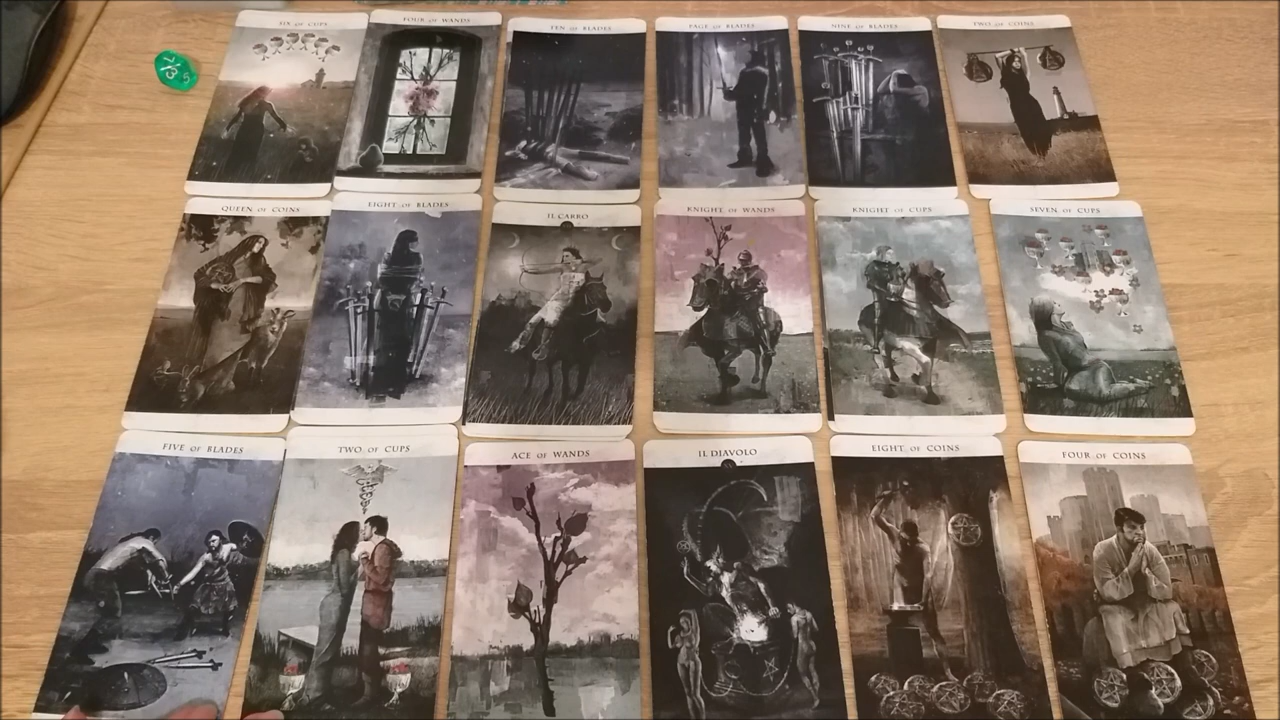 SIX OF CUPS
FOUR OF WANDS
TEN OF BLADES
PAGE OF BLADES
NINE OF BLADES
TWO OF COINS
QUEEN OF COINS
EIGHT OF BLADES
IL CARRO
KNIGHT OF WANDS
KNIGHT OF CUPS
SEVEN OF CUPS
FIVE OF BLADES
TWO OF CUPS
ACE OF WANDS
IL DIAVOLO
EIGHT OF COINS
FOUR OF COINS